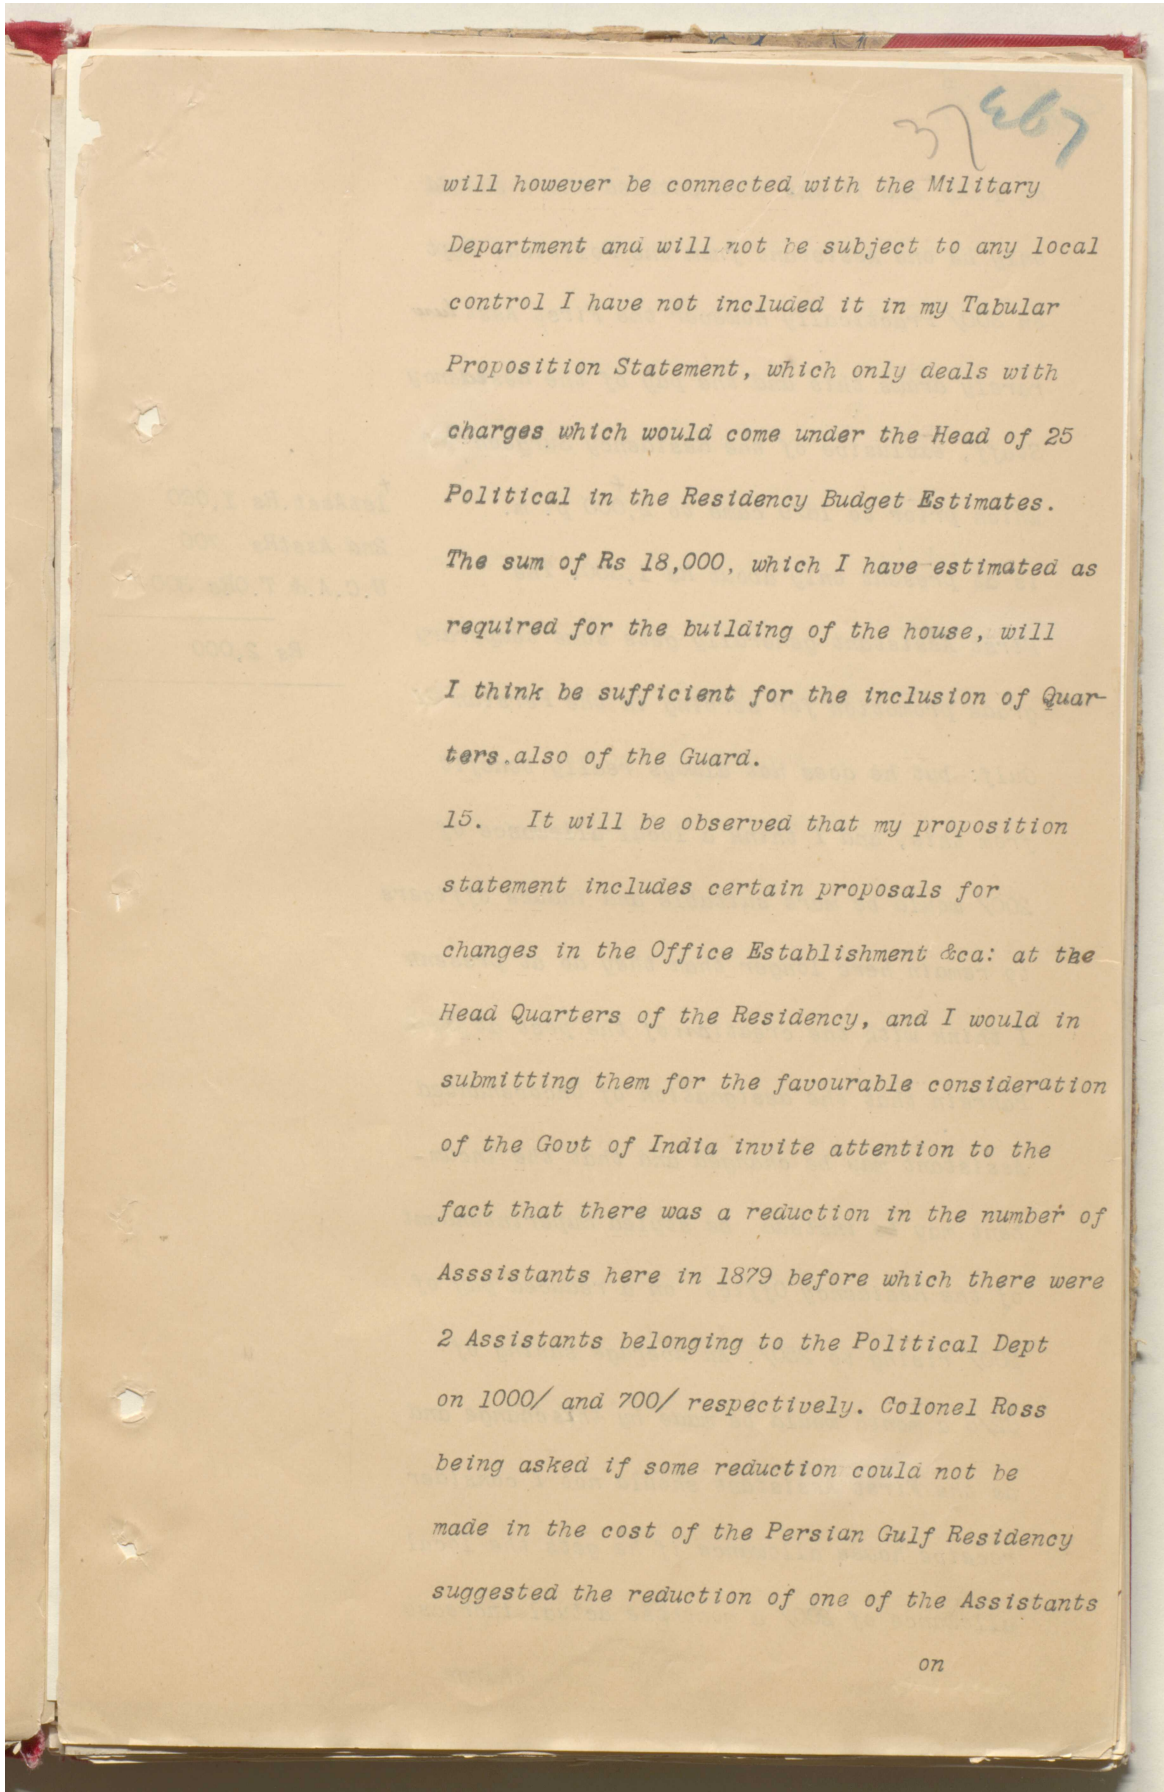 37
will however be connected with the Military
Department and will not be subject to any local
control I have not included it in my Tabular
Proposition Statement, which only deals with
charges which would come under the Head of 25
Political in the Residency Budget Estimates.
The sum of Rs 18,000, which I have estimated as
required for the building of the house, will
I think be sufficient for the inclusion of Quar-
ters also of the Guard.
15. It will be observed that my proposition
statement includes certain proposals for
changes in the Office Establishment &ca: at the
Head Quarters of the Residency, and I would in
submitting them for the favourable consideration
of the Govt of India invite attention to the
fact that there was a reduction in the number of
Asssistants here in 1879 before which there were
2 Assistants belonging to the Political Dept
on 1000/ and 700/ respectively. Colonel Ross
being asked if some reduction could not be
made in the cost of the Persian Gulf Residency
suggested the reduction of one of the Assistants
on